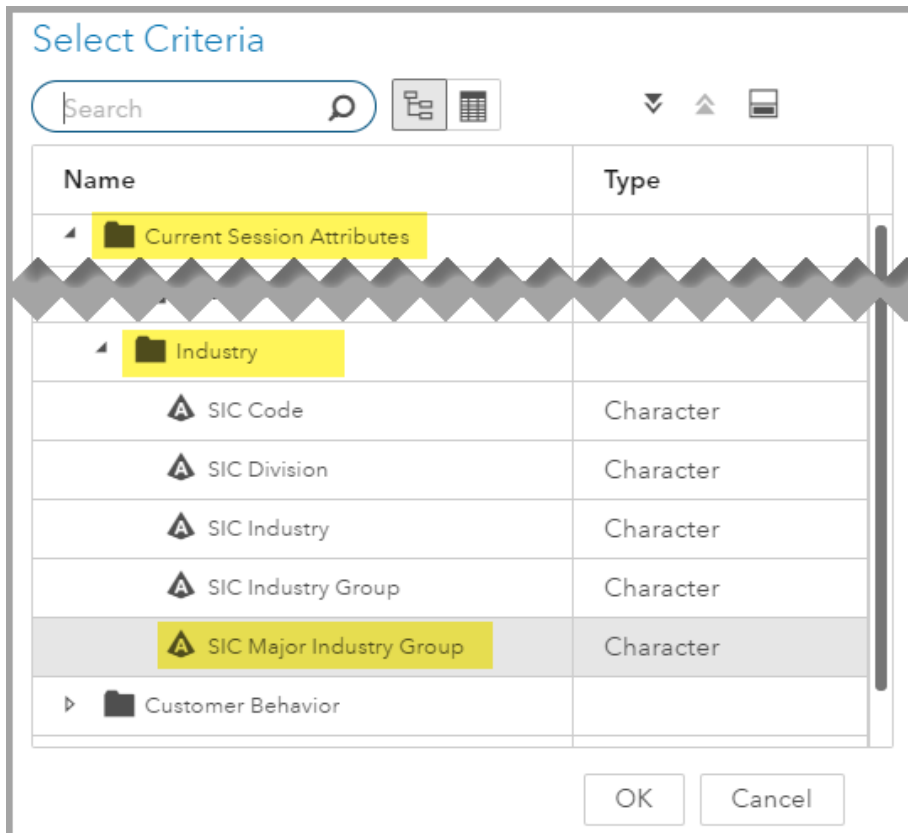 Select Criteria
Search
Name Type
Current Session Attributes
Industry
SIC Code Character
SIC Division Character
SIC Industry Character
SIC Industry Group Character
SIC Major Industry Group Character
Customer Behavior
OK Cancel